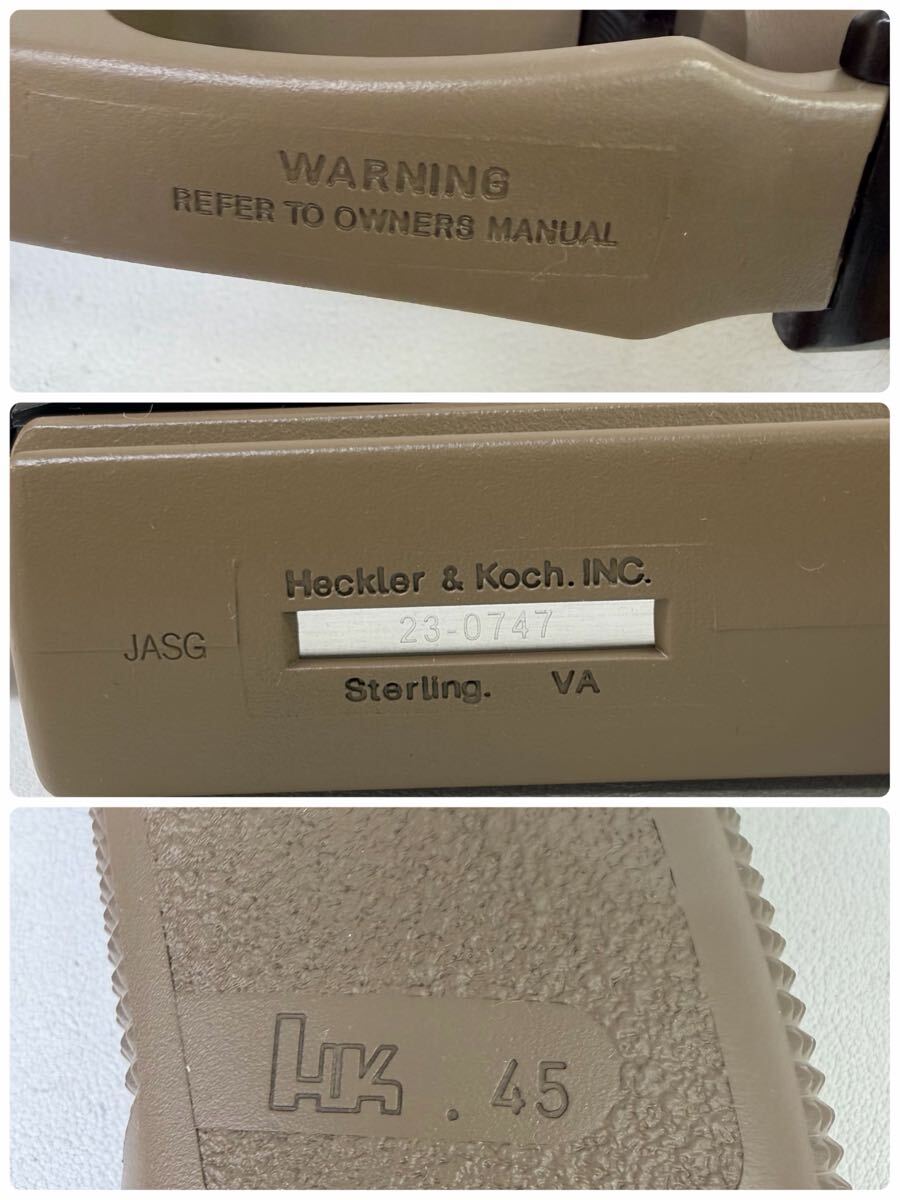 WARNING
REFER TO OWNERS MANUAL
Heckler & Koch. INC.
JASG
23-0747
Sterling. VA
HK . 45